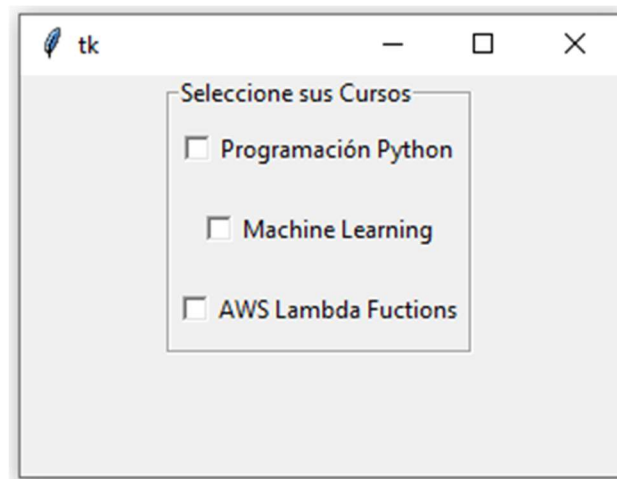 tk
Seleccione sus Cursos
Programación Python
Machine Learning
AWS Lambda Fuctions